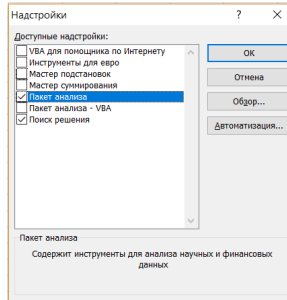 Надстройки ? ×
Доступные надстройки:
VBA для помощника по Интернету
Инструменты для евро
Мастер подстановок
Мастер суммирования
Пакет анализа
Пакет анализа - VBA
Поиск решения
ОК
Отмена
Обзор...
Автоматизация...
Пакет анализа
Содержит инструменты для анализа научных и финансовых
данных